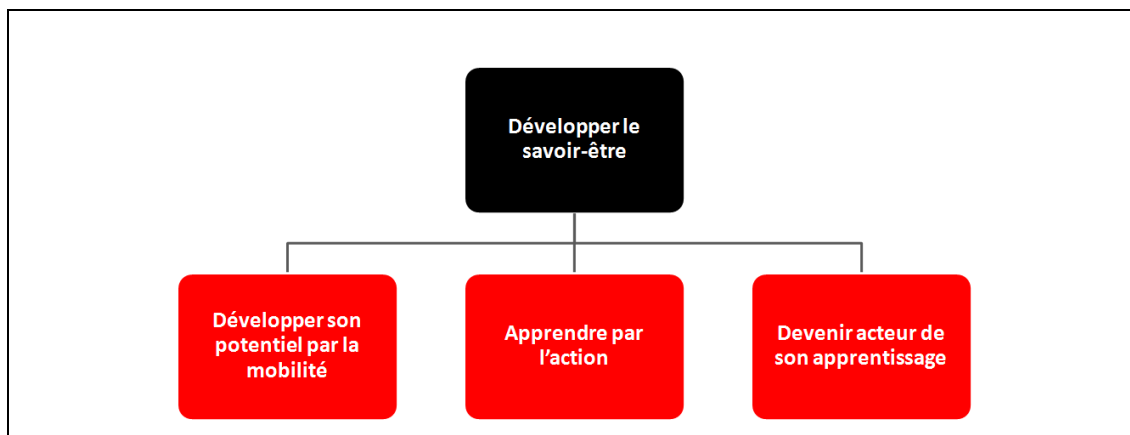 Développer le
savoir-être
Développer son
potentiel par la
mobilité
Apprendre par
l’action
Devenir acteur de
son apprentissage